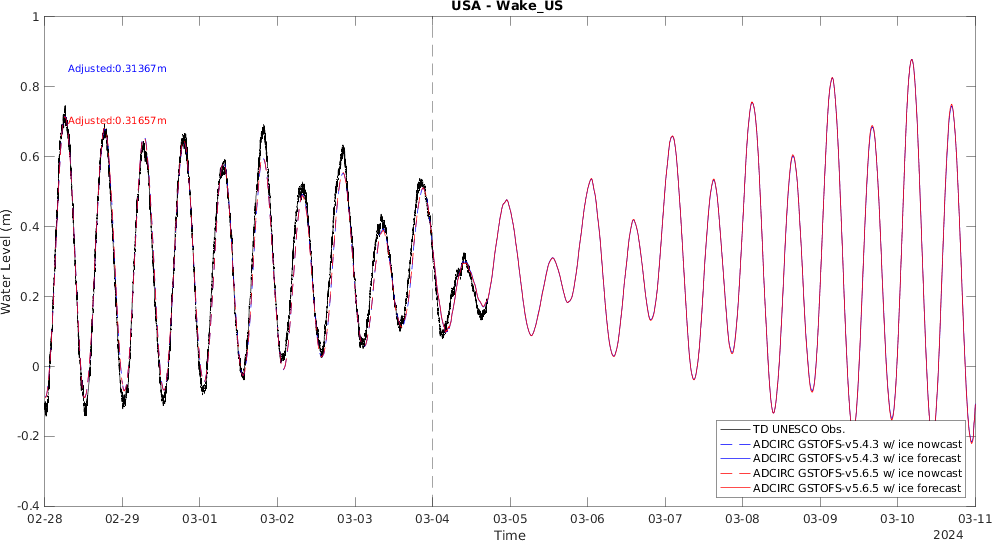 USA - Wake_US
Adjusted:0.31367m
Adjusted:0.31657m
Water Level (m)
1
0.8
0.6
0.4
0.2
0
-0.2
-0.4
TD UNESCO Obs.
ADCIRC GSTOFS-v5.4.3 w/ ice nowcast
ADCIRC GSTOFS-v5.4.3 w/ ice forecast
ADCIRC GSTOFS-v5.6.5 w/ ice nowcast
ADCIRC GSTOFS-v5.6.5 w/ ice forecast
02-28 02-29 03-01 03-02 03-03 03-04 03-05 03-06 03-07 03-08 03-09 03-10 03-11
Time
2024